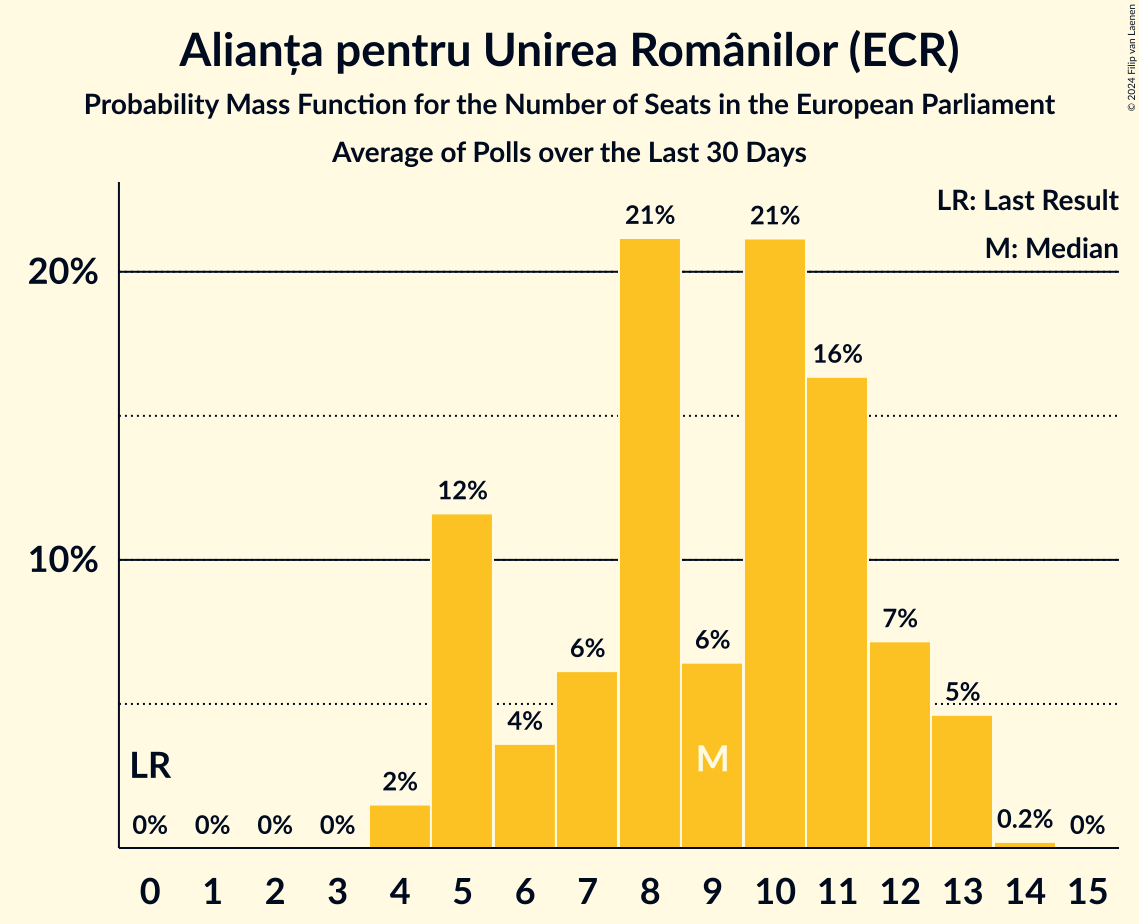 Alianța pentru Unirea Românilor (ECR)
Probability Mass Function for the Number of Seats in the European Parliament
Average of Polls over the Last 30 Days
© 2024 Filip van Laenen
LR: Last Result
M: Median
21%
21%
20%
16%
12%
10%
7%
6%
6%
5%
4%
M
LR
2%
0%
0%
0%
0%
0.2%
0%
0 1 2 3 4 5 6 7 8 9 10 11 12 13 14 15